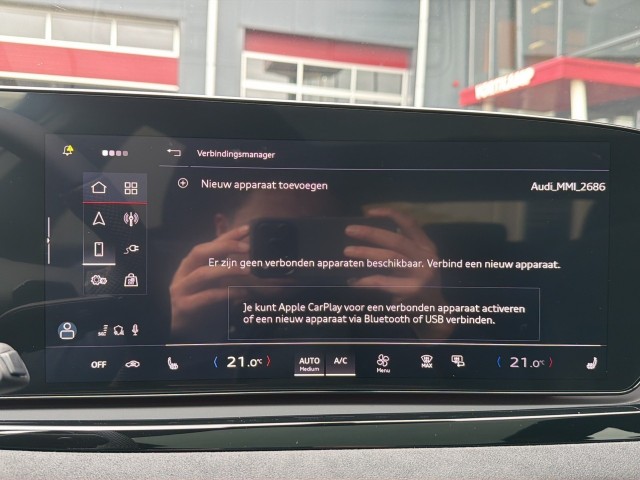 Verbindingsmanager
Nieuw apparaat toevoegen
Audi_MMI_2686
Er zijn geen verbonden apparaten beschikbaar. Verbind een nieuw apparaat.
Je kunt Apple CarPlay voor een verbonden apparaat activeren
of een nieuw apparaat via Bluetooth of USB verbinden.
OFF
21.0°C
AUTO
Medium
A/C
Menu
MAX
21.0°C